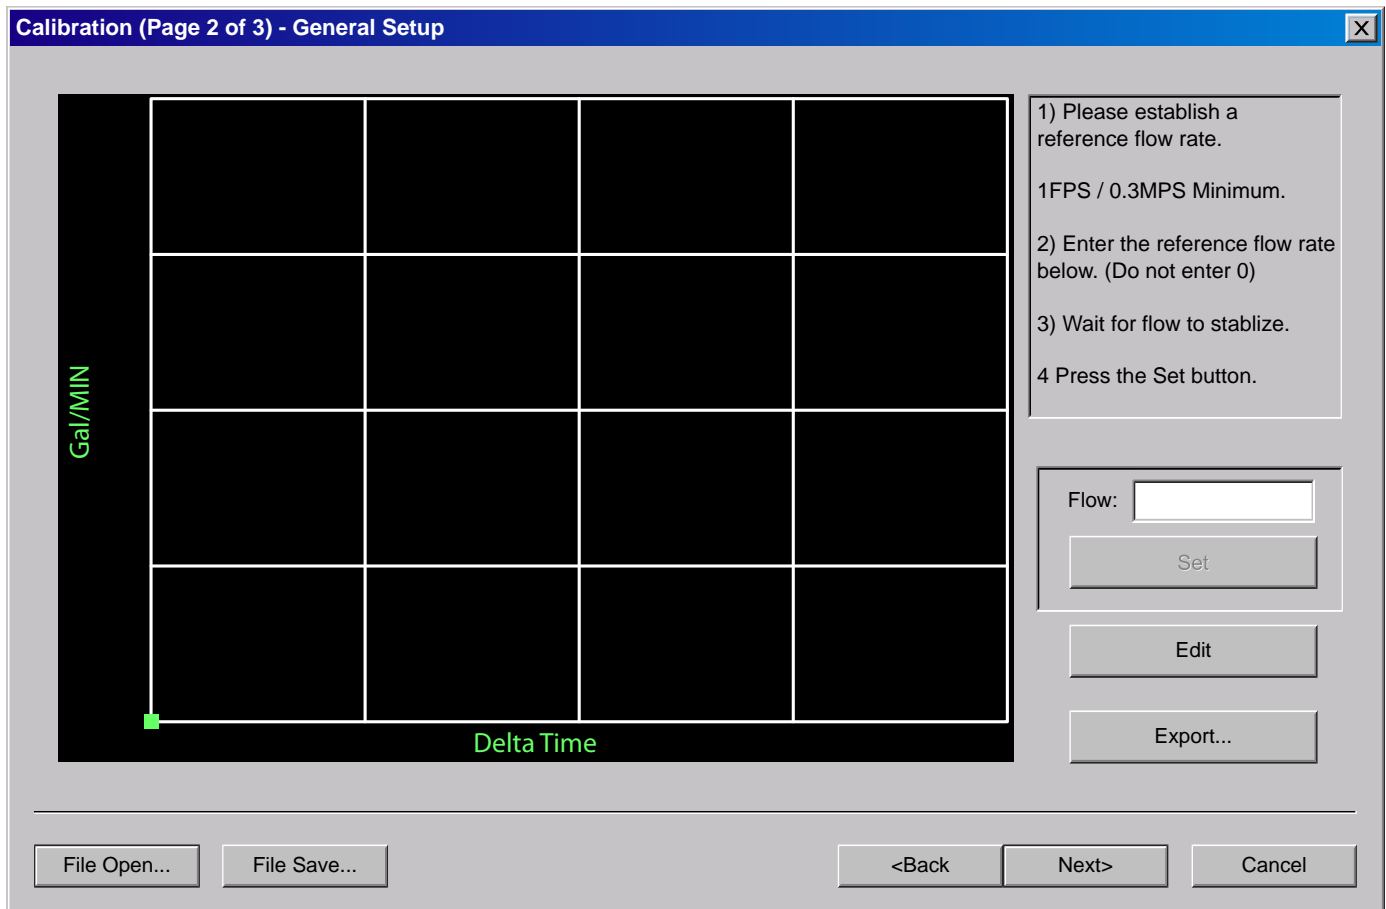 Calibration (Page 2 of 3) - General Setup
X
Gal/MIN
Delta Time
1) Please establish a
reference flow rate.
1FPS / 0.3MPS Minimum.
2) Enter the reference flow rate
below. (Do not enter 0)
3) Wait for flow to stablize.
4 Press the Set button.
Flow:
Set
Edit
Export...
File Open...
File Save...
<Back
Next>
Cancel